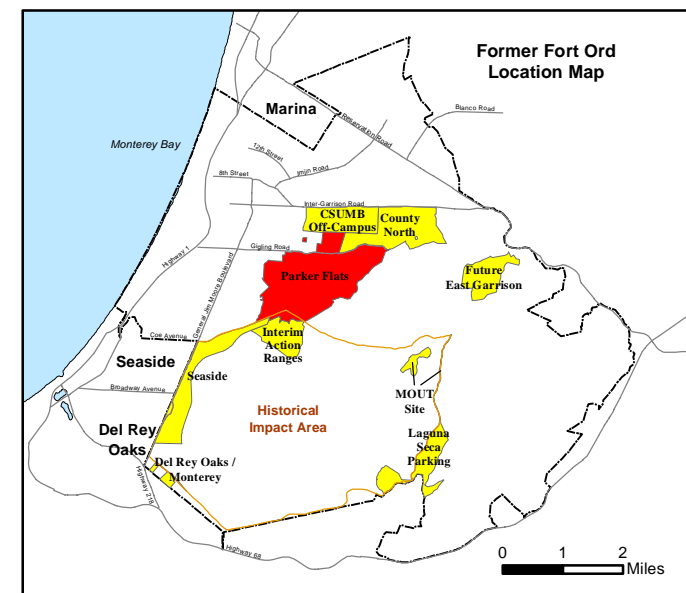 Former Fort Ord
Location Map
Marina
Blanco Road
Reservation Road
Monterey Bay
12th Street
Imjin Road
8th Street
Inter-Garrison Road
CSUMB
Off-Campus
County
North
Highway 1
Gigling Road
General Jim Moore Boulevard
Parker Flats
Future
East Garrison
Coe Avenue
Interim
Action
Ranges
Seaside
Seaside
Broadway Avenue
MOUT
Site
Historical
Impact Area
Del Rey
Oaks
Laguna
Seca
Parking
Del Rey Oaks /
Monterey
Highway 218
Highway 68
0 1 2
Miles